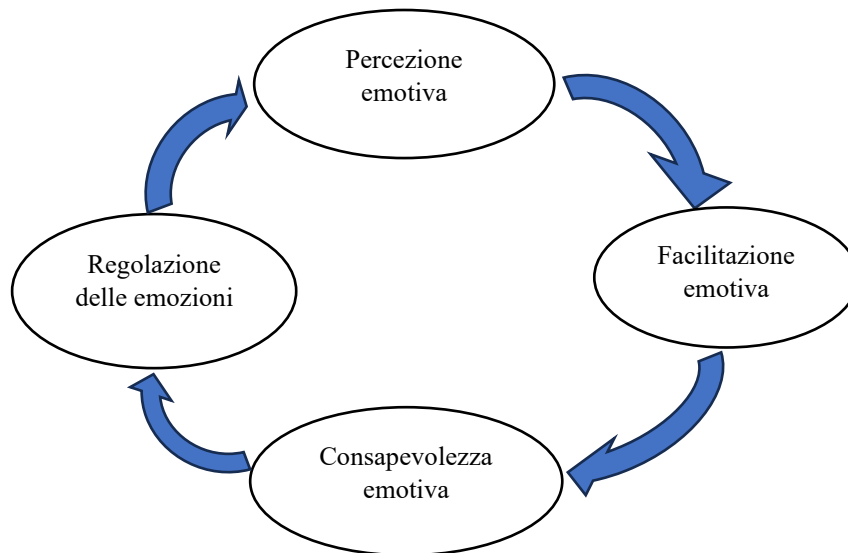 Percezione
emotiva
Facilitazione
emotiva
Consapevolezza
emotiva
Regolazione
delle emozioni